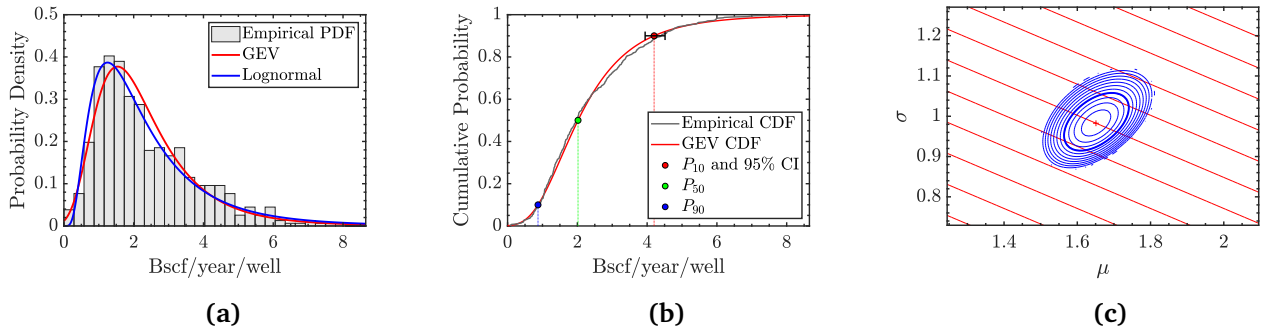 0.5
0.4
0.3
0.2
0.1
0
Probability Density
0 2 4 6 8
Bscf/year/well
Empirical PDF
GEV
Lognormal
(a)
1
0.8
0.6
0.4
0.2
0
Cumulative Probability
0 2 4 6 8
Bscf/year/well
Empirical CDF
GEV CDF
P10 and 95% CI
P50
P90
(b)
1.2
1.1
1
0.9
0.8
σ
1.4 1.6 1.8 2
μ
(c)